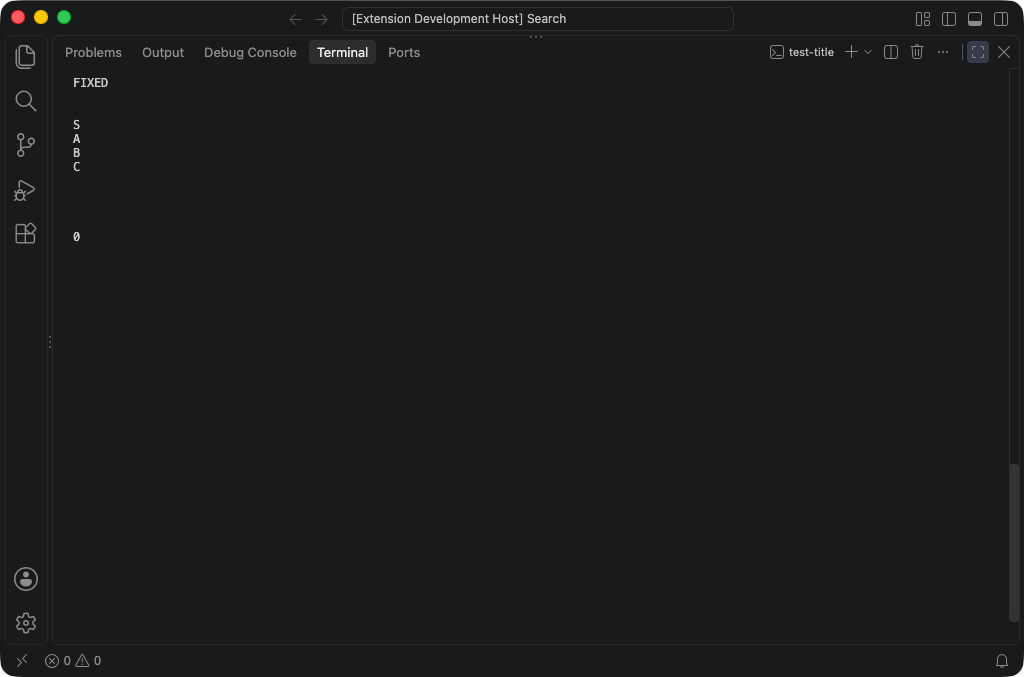 [Extension Development Host] Search
Problems Output Debug Console Terminal Ports test-title
FIXED
S
A
B
C
0
0 0